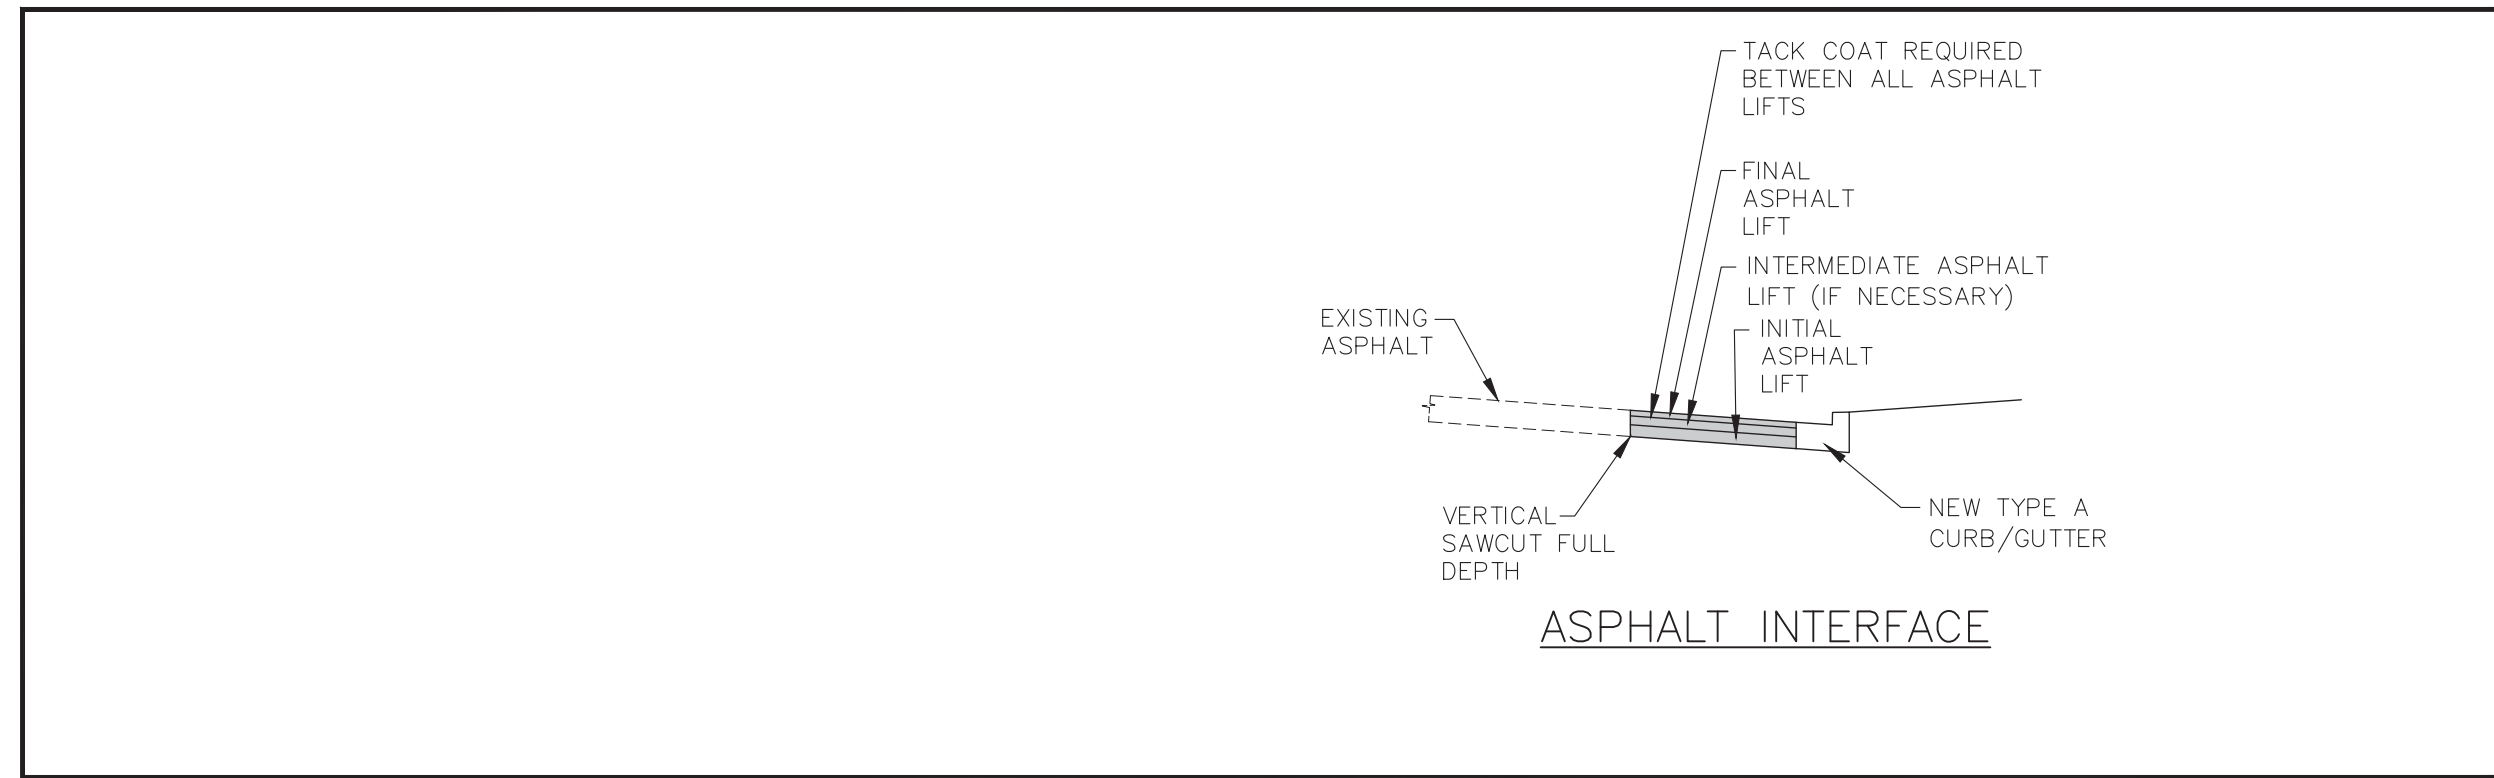 TACK COAT REQUIRED
BETWEEN ALL ASPHALT
LIFTS
FINAL
ASPHALT
LIFT
INTERMEDIATE ASPHALT
LIFT (IF NECESSARY)
EXISTING
ASPHALT
INITIAL
ASPHALT
LIFT
VERTICAL
SAWCUT FULL
DEPTH
NEW TYPE A
CURB/GUTTER
ASPHALT INTERFACE